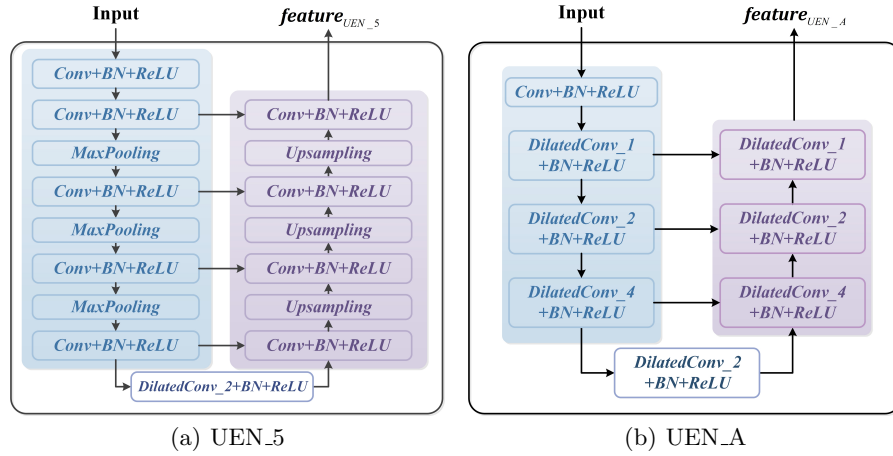 Input
feature_UEN_5
Conv+BN+ReLU
Conv+BN+ReLU
MaxPooling
Conv+BN+ReLU
MaxPooling
Conv+BN+ReLU
MaxPooling
Conv+BN+ReLU
Conv+BN+ReLU
Upsampling
Conv+BN+ReLU
Upsampling
Conv+BN+ReLU
Upsampling
Conv+BN+ReLU
DilatedConv_2+BN+ReLU
(a) UEN_5
Input
feature_UEN_A
Conv+BN+ReLU
DilatedConv_1
+BN+ReLU
DilatedConv_2
+BN+ReLU
DilatedConv_4
+BN+ReLU
DilatedConv_1
+BN+ReLU
DilatedConv_2
+BN+ReLU
DilatedConv_4
+BN+ReLU
DilatedConv_2
+BN+ReLU
(b) UEN_A